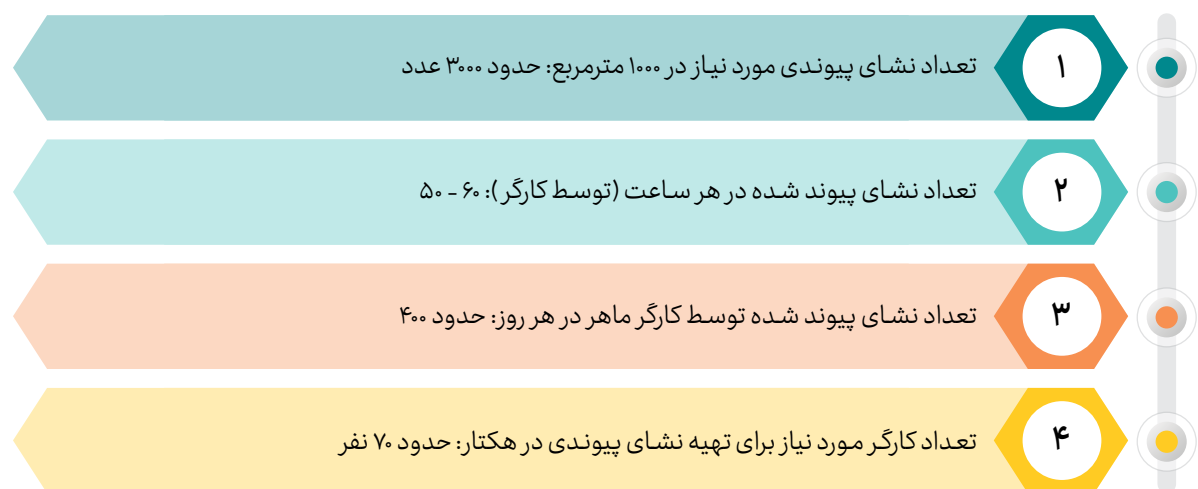 ۱
تعداد نشای پیوندی مورد نیاز در ۱۰۰۰ مترمربع: حدود ۳۰۰۰ عدد
۲
تعداد نشای پیوند شده در هر ساعت (توسط کارگر ): ۶۰ - ۵۰
۳
تعداد نشای پیوند شده توسط کارگر ماهر در هر روز: حدود ۴۰۰
۴
تعداد کارگر مورد نیاز برای تهیه نشای پیوندی در هکتار: حدود ۷۰ نفر